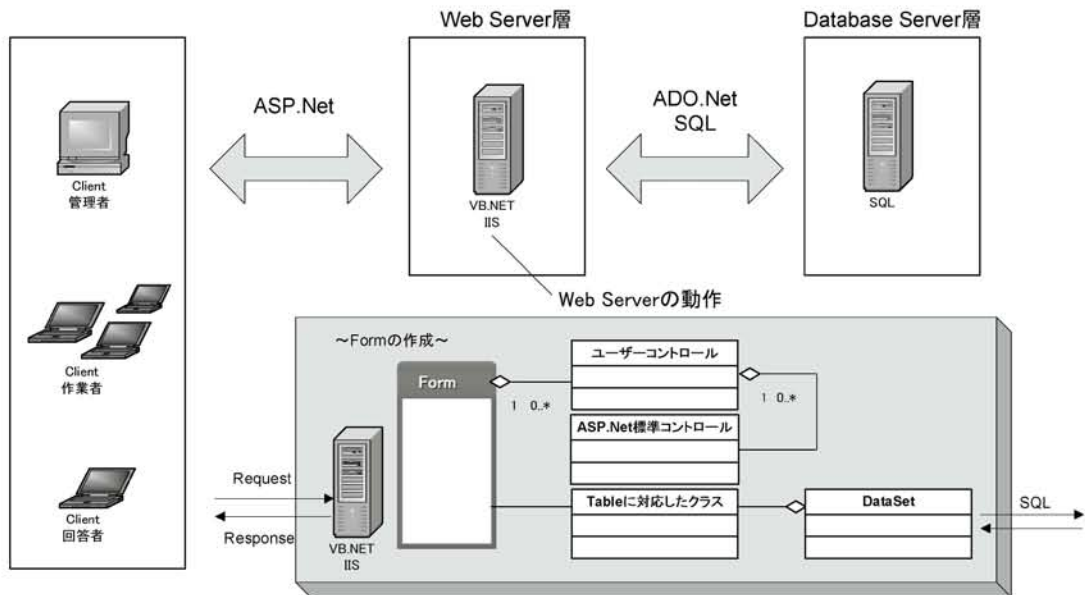 Web Server層
Database Server層
ASP.Net
ADO.Net
SQL
Client
管理者
VB.NET
IIS
SQL
Client
作業者
Client
回答者
Web Serverの動作
～Formの作成～
Form
1 0..*
ユーザーコントロール
1 0..*
ASP.Net標準コントロール
Request
Response
VB.NET
IIS
Tableに対応したクラス
DataSet
SQL